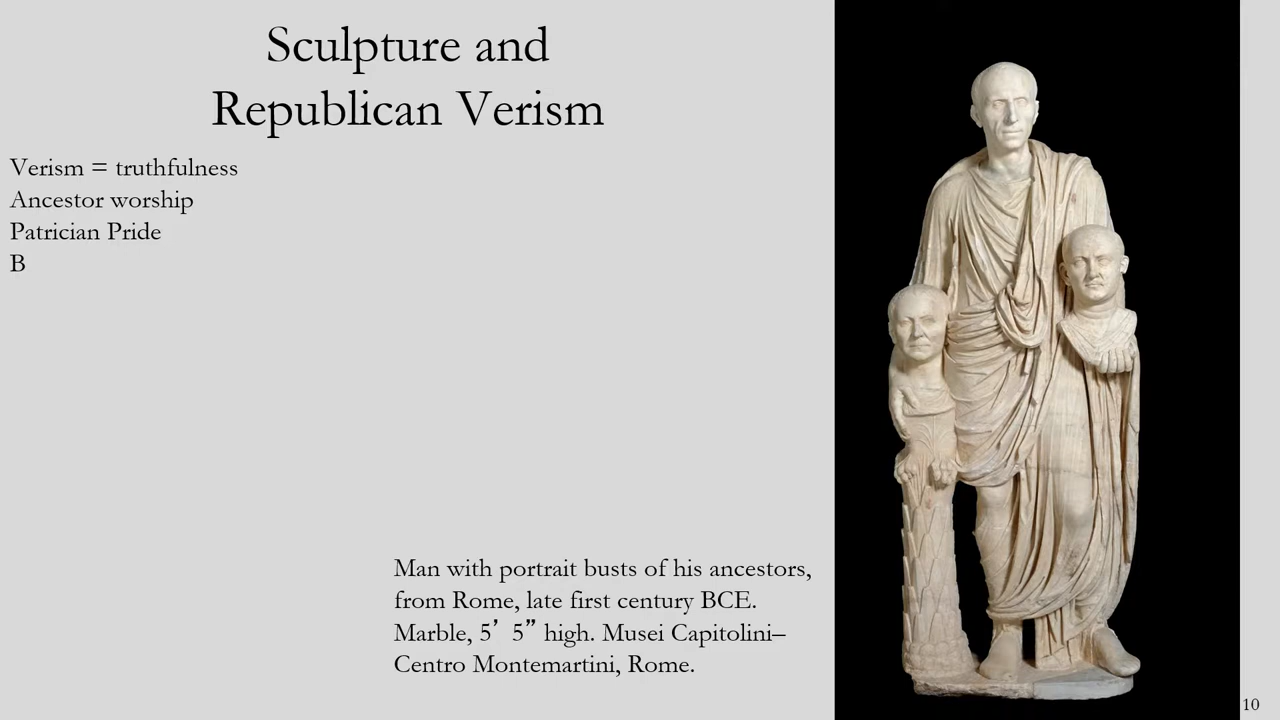 Sculpture and
Republican Verism
Verism = truthfulness
Ancestor worship
Patrician Pride
B
Man with portrait busts of his ancestors,
from Rome, late first century BCE.
Marble, 5’ 5” high. Musei Capitolini–
Centro Montemartini, Rome.
10